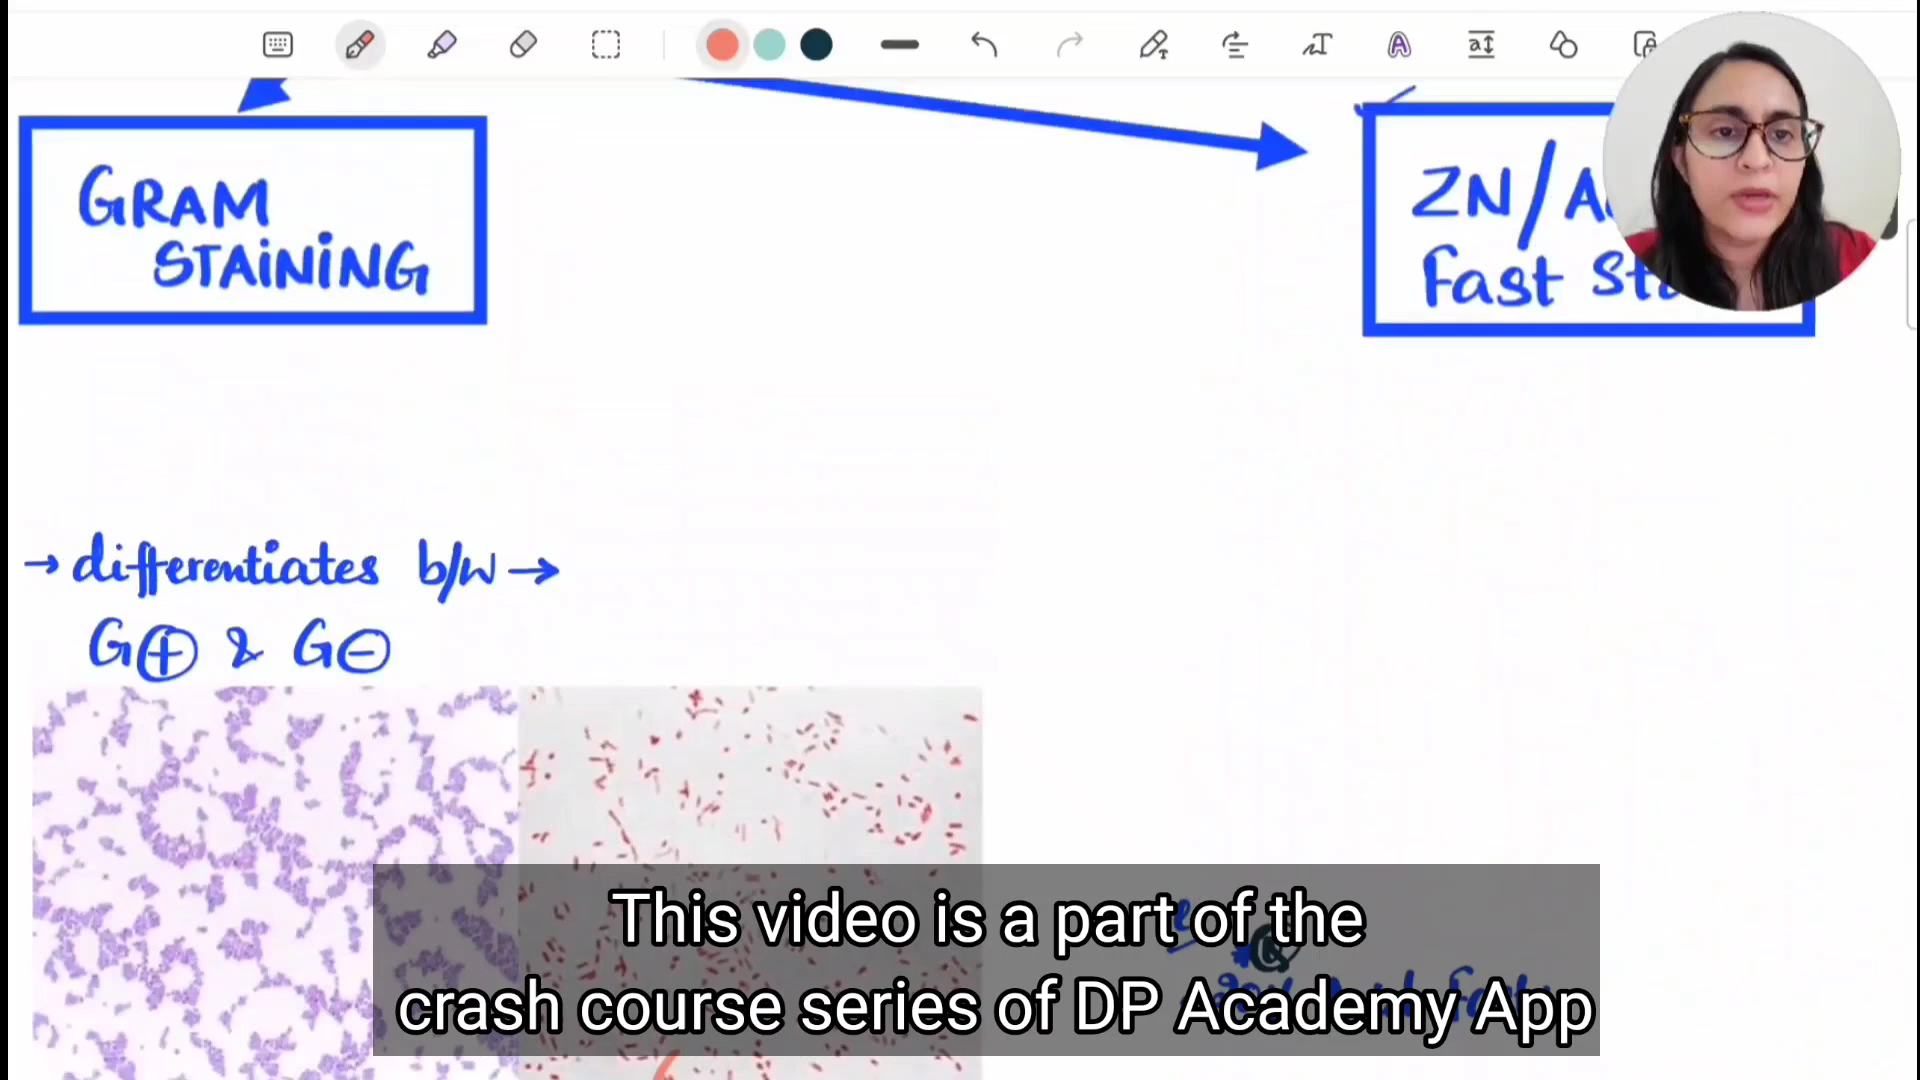 GRAM
STAINING
ZN/A
Fast St
→ differentiates b/w →
G⊕ & G⊖
This video is a part of the
crash course series of DP Academy App